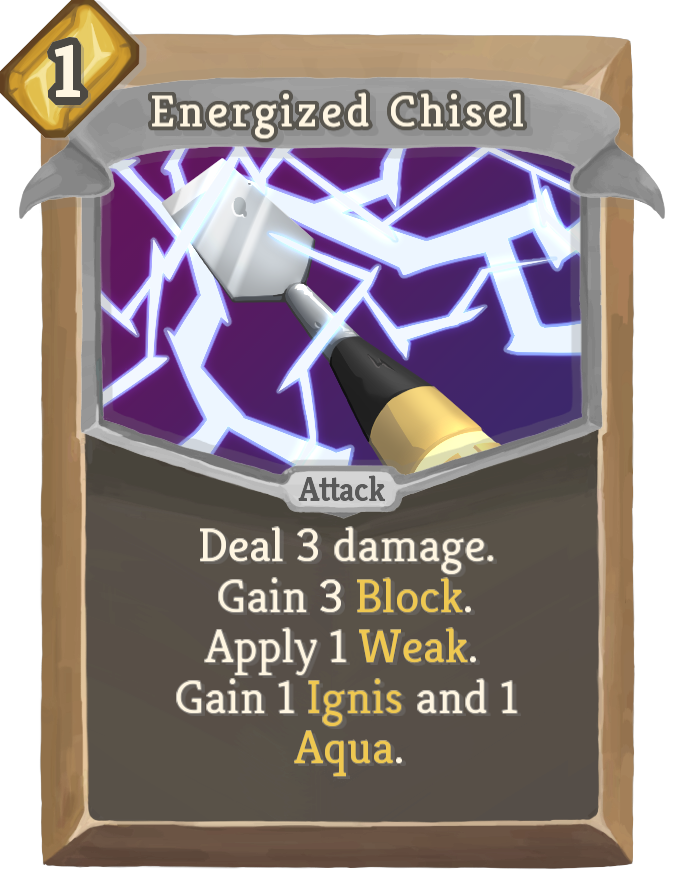 1
Energized Chisel
Attack
Deal 3 damage.
Gain 3 Block.
Apply 1 Weak.
Gain 1 Ignis and 1
Aqua.